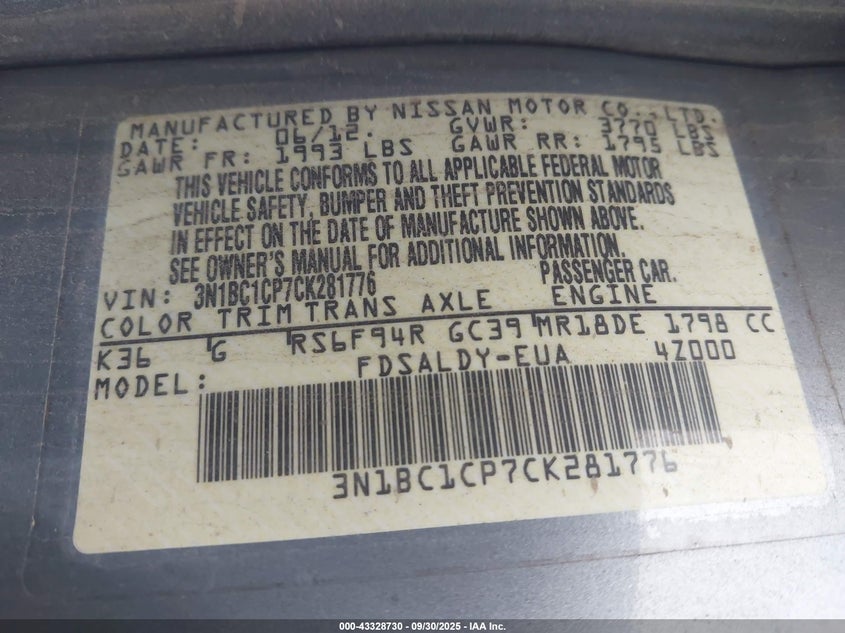 MANUFACTURED BY NISSAN MOTOR CO., LTD.
DATE: 06/12. GVWR: 3770 LBS
GAWR FR: 1993 LBS GAWR RR: 1795 LBS
THIS VEHICLE CONFORMS TO ALL APPLICABLE FEDERAL MOTOR
VEHICLE SAFETY, BUMPER AND THEFT PREVENTION STANDARDS
IN EFFECT ON THE DATE OF MANUFACTURE SHOWN ABOVE.
SEE OWNER'S MANUAL FOR ADDITIONAL INFORMATION.
VIN: 3N1BC1CP7CK281776 PASSENGER CAR.
COLOR TRIM TRANS AXLE ENGINE
K36 G RS6F94R GC39 MR18DE 1798 CC
MODEL: FDSALDY-EUA 4Z000
3N1BC1CP7CK281776
000-43328730 - 09/30/2025 - IAA Inc.